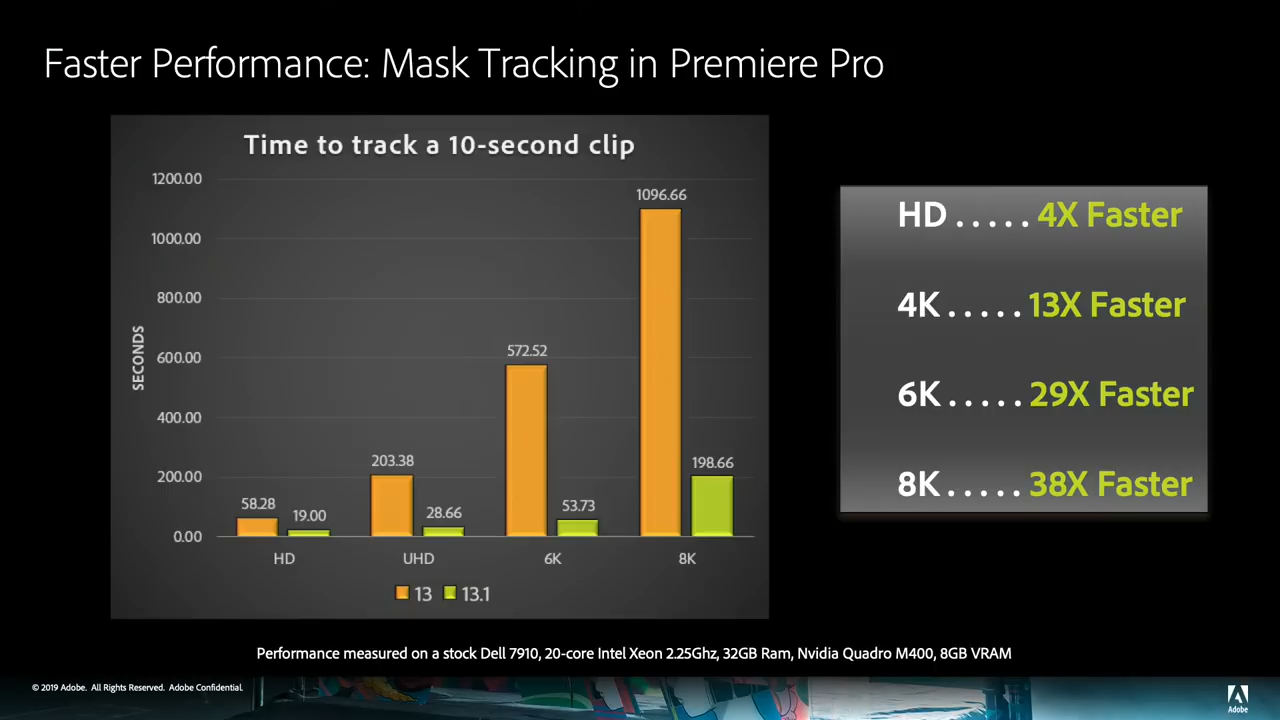 Faster Performance: Mask Tracking in Premiere Pro
Time to track a 10-second clip
1200.00
1000.00
800.00
600.00
400.00
200.00
0.00
SECONDS
58.28
19.00
203.38
28.66
572.52
53.73
1096.66
198.66
HD
UHD
6K
8K
13
13.1
HD ..... 4X Faster
4K ..... 13X Faster
6K ..... 29X Faster
8K ..... 38X Faster
Performance measured on a stock Dell 7910, 20-core Intel Xeon 2.25Ghz, 32GB Ram, Nvidia Quadro M400, 8GB VRAM
© 2019 Adobe. All Rights Reserved. Adobe Confidential.
Adobe